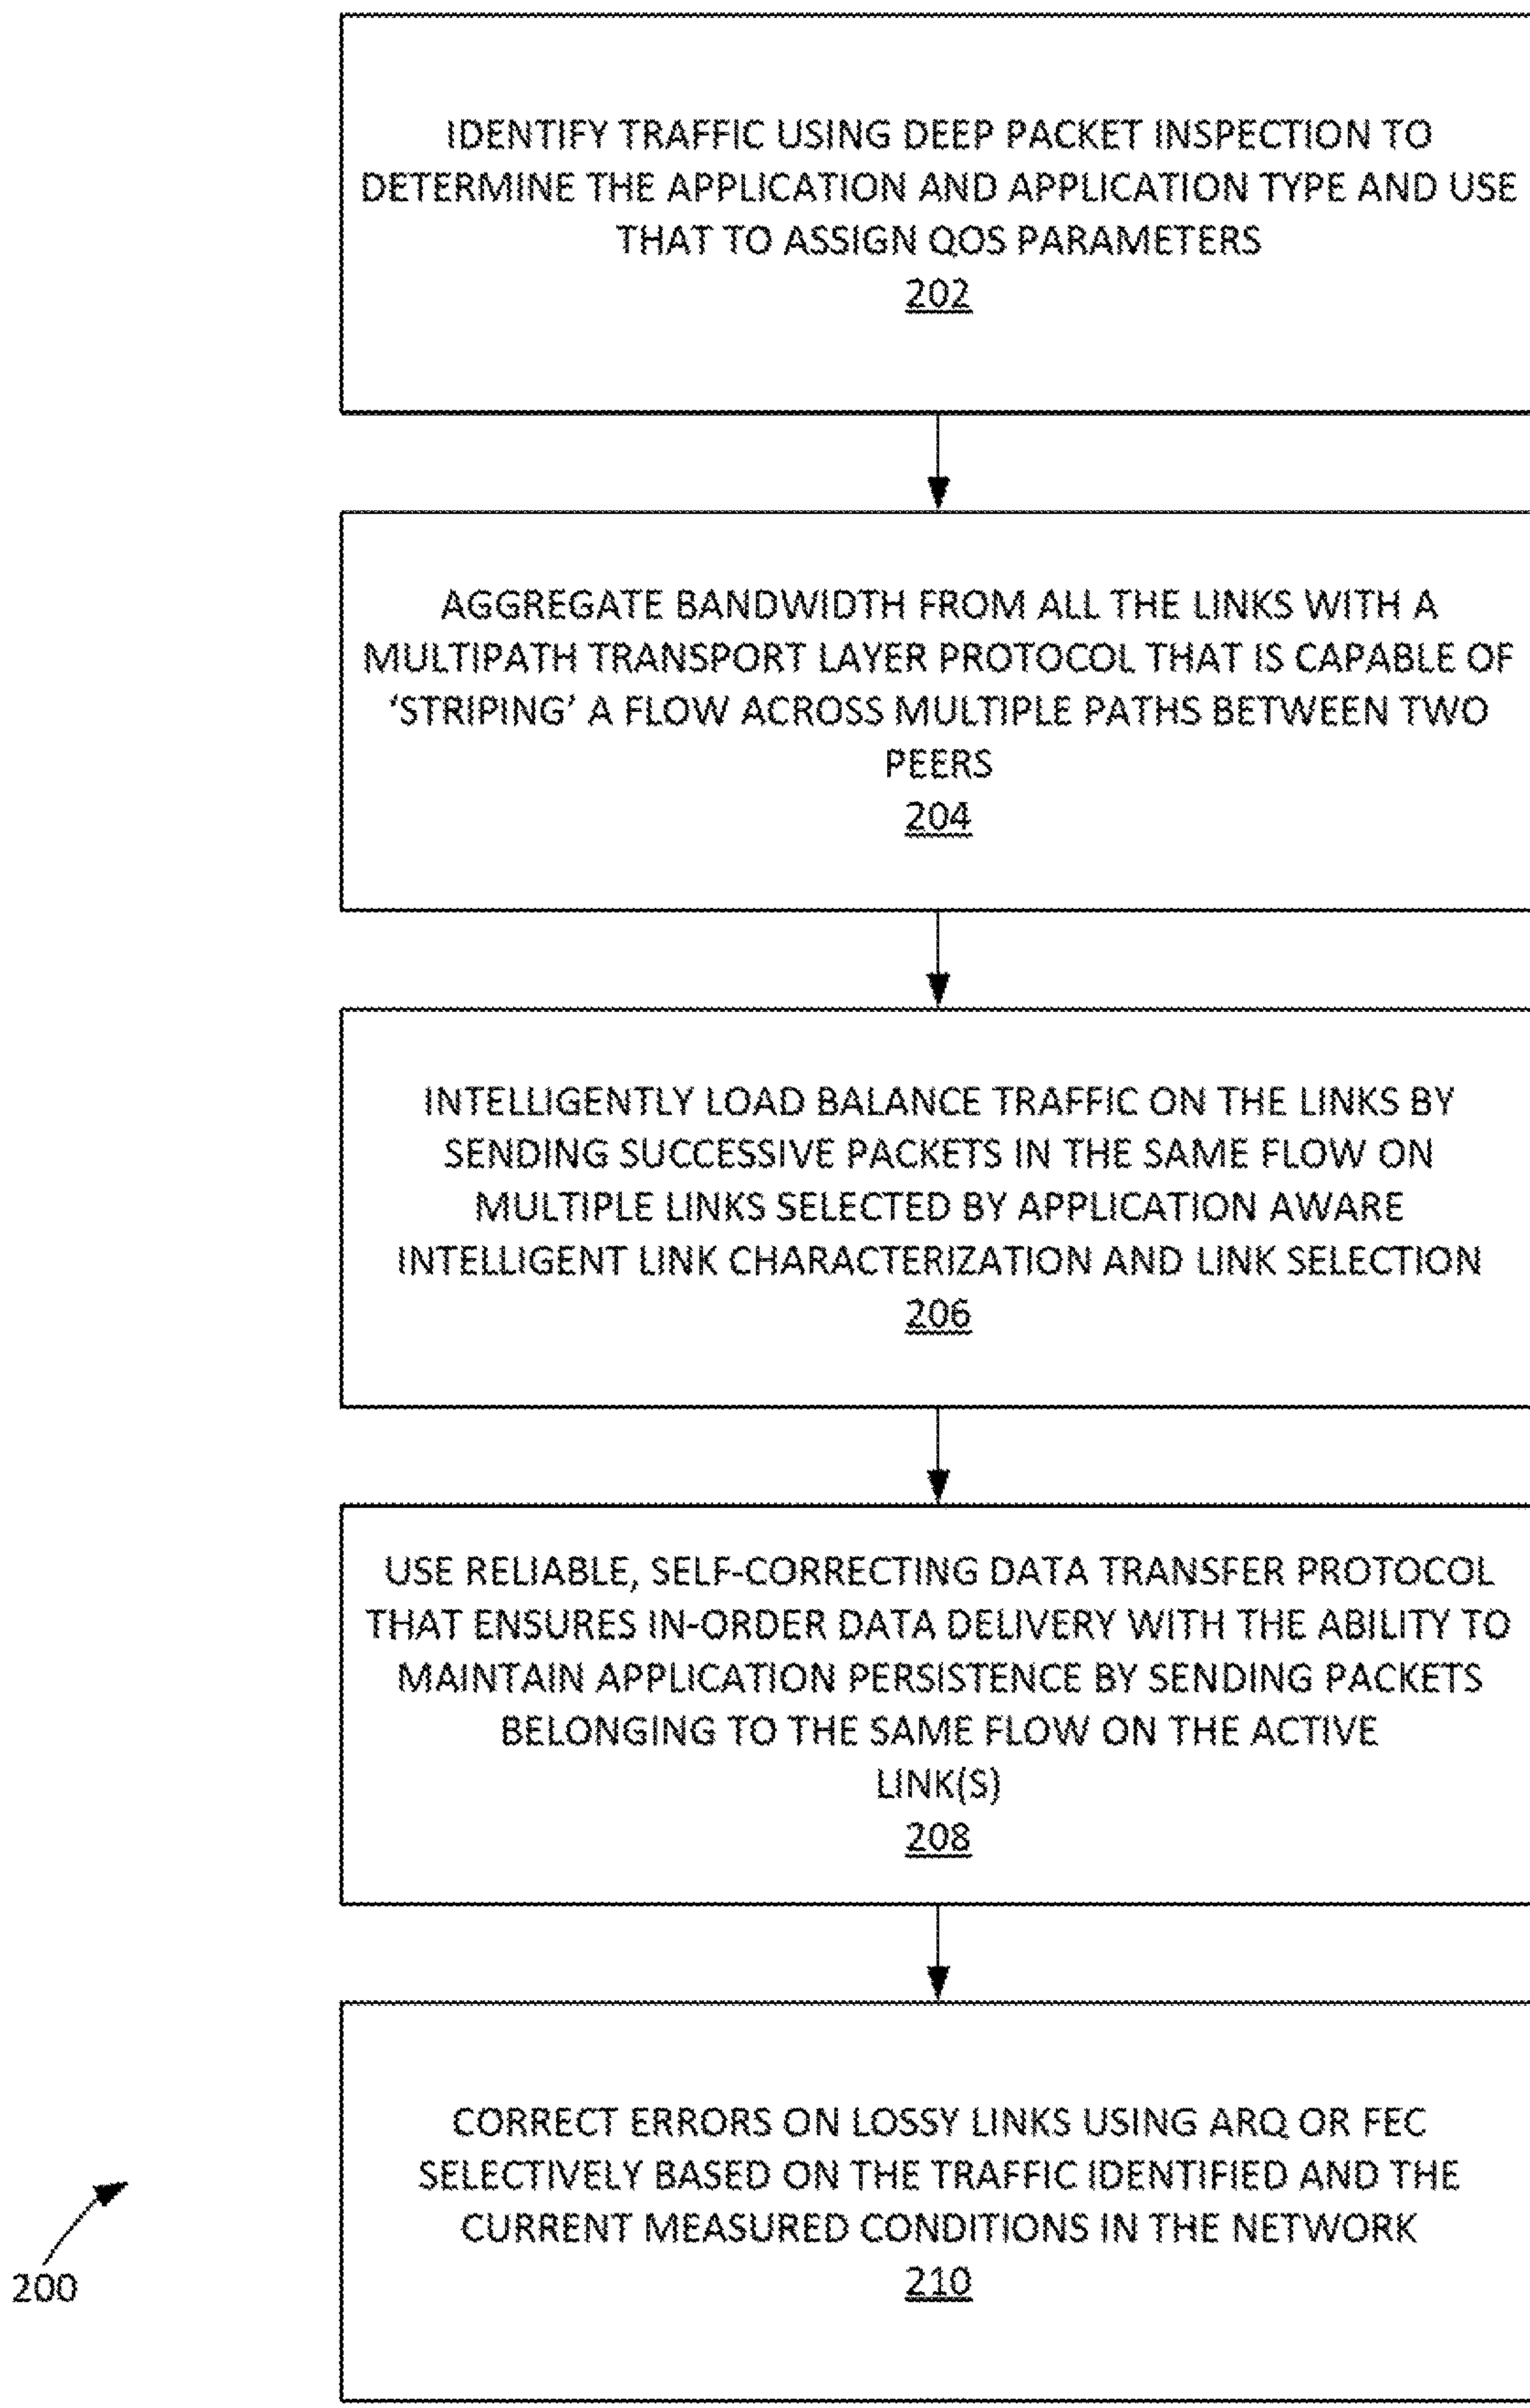 IDENTIFY TRAFFIC USING DEEP PACKET INSPECTION TO
DETERMINE THE APPLICATION AND APPLICATION TYPE AND USE
THAT TO ASSIGN QOS PARAMETERS
202
AGGREGATE BANDWIDTH FROM ALL THE LINKS WITH A
MULTIPATH TRANSPORT LAYER PROTOCOL THAT IS CAPABLE OF
‘STRIPING’ A FLOW ACROSS MULTIPLE PATHS BETWEEN TWO
PEERS
204
INTELLIGENTLY LOAD BALANCE TRAFFIC ON THE LINKS BY
SENDING SUCCESSIVE PACKETS IN THE SAME FLOW ON
MULTIPLE LINKS SELECTED BY APPLICATION AWARE
INTELLIGENT LINK CHARACTERIZATION AND LINK SELECTION
206
USE RELIABLE, SELF-CORRECTING DATA TRANSFER PROTOCOL
THAT ENSURES IN-ORDER DATA DELIVERY WITH THE ABILITY TO
MAINTAIN APPLICATION PERSISTENCE BY SENDING PACKETS
BELONGING TO THE SAME FLOW ON THE ACTIVE
LINK(S)
208
CORRECT ERRORS ON LOSSY LINKS USING ARQ OR FEC
SELECTIVELY BASED ON THE TRAFFIC IDENTIFIED AND THE
CURRENT MEASURED CONDITIONS IN THE NETWORK
210
200